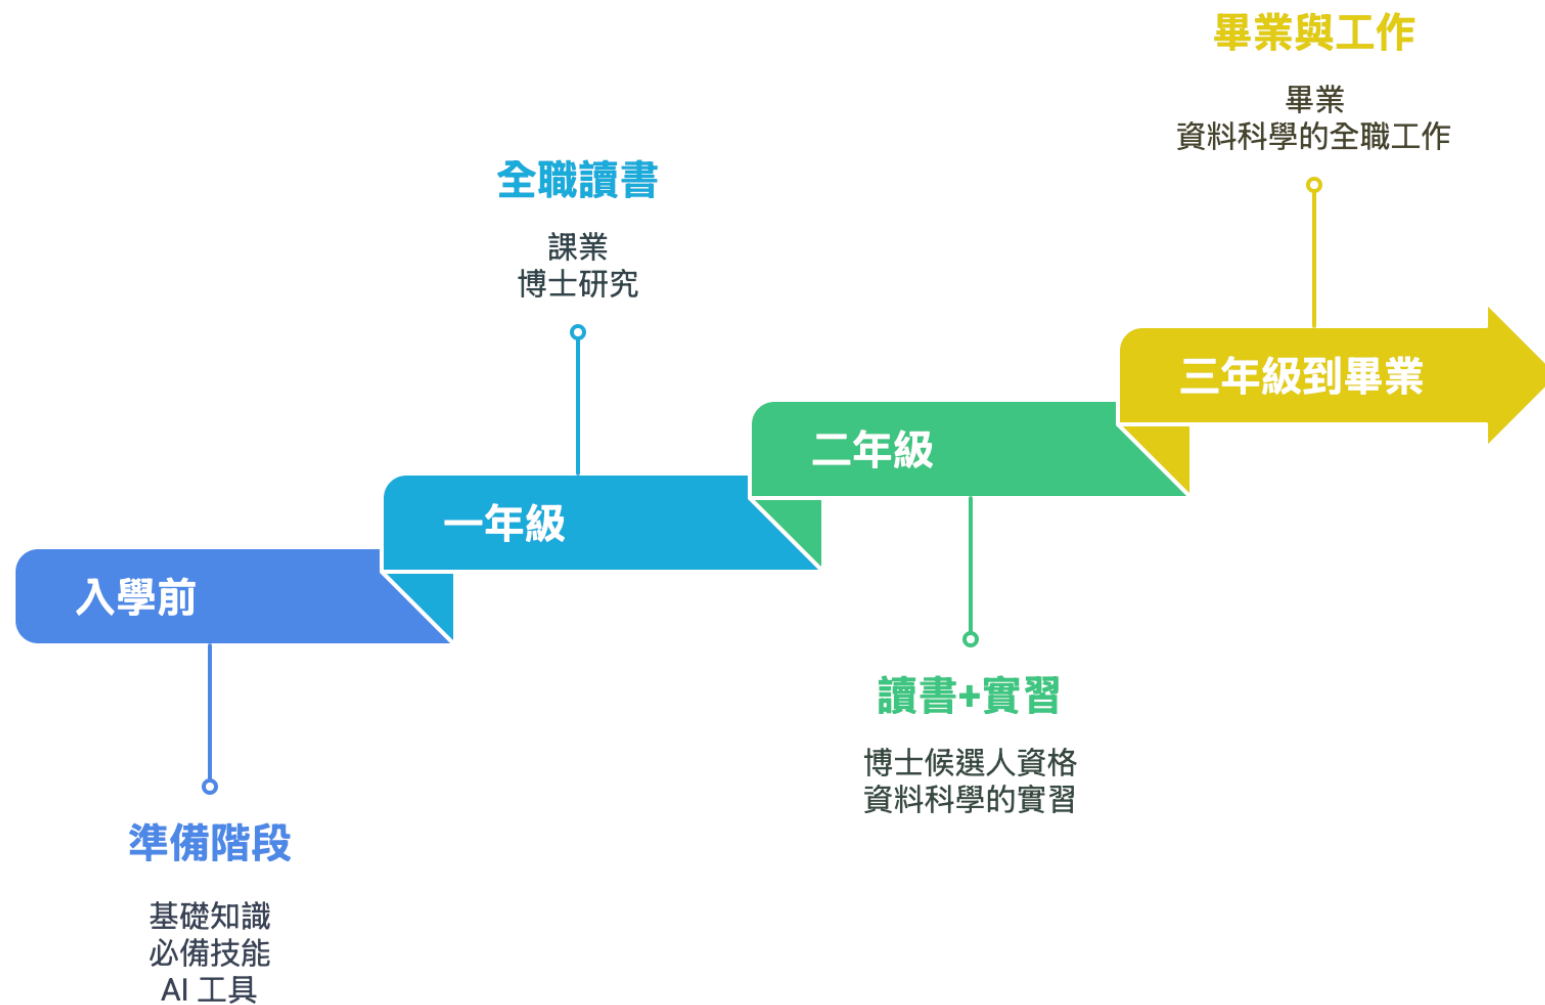 入學前
準備階段
基礎知識
必備技能
AI 工具
一年級
全職讀書
課業
博士研究
二年級
讀書+實習
博士候選人資格
資料科學的實習
三年級到畢業
畢業與工作
畢業
資料科學的全職工作